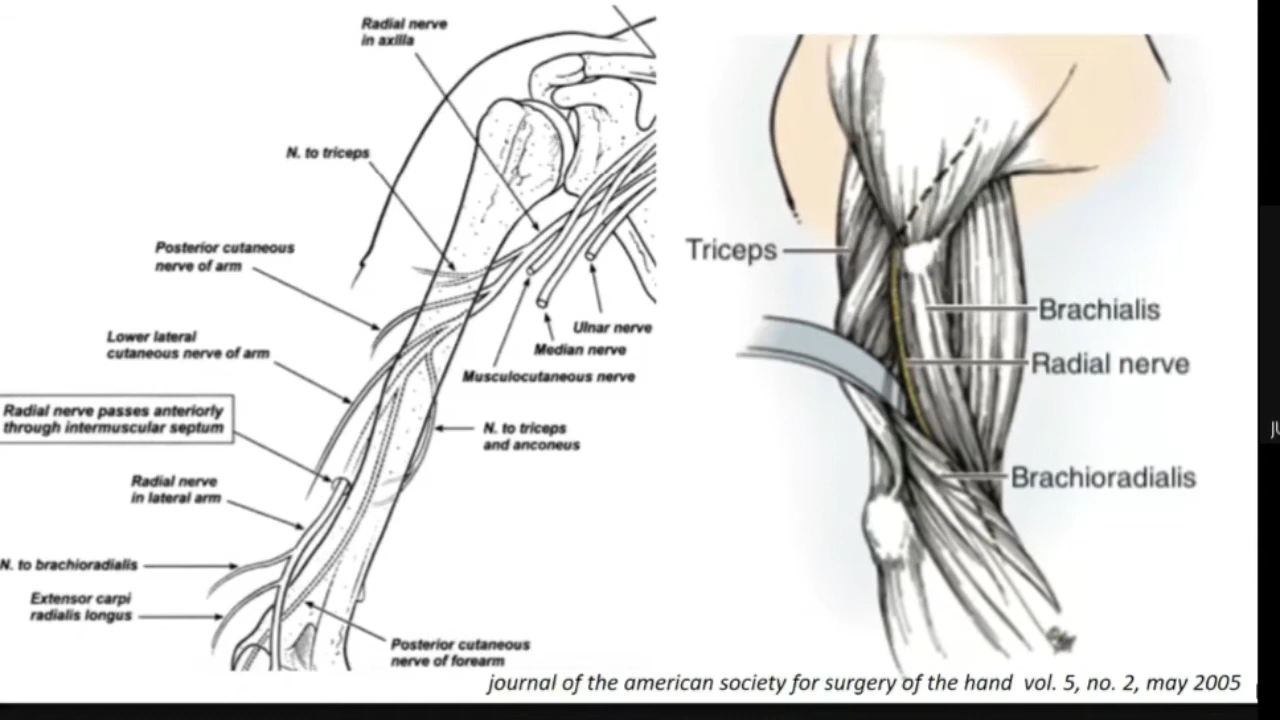 Radial nerve
in axilla
N. to triceps
Posterior cutaneous
nerve of arm
Lower lateral
cutaneous nerve of arm
Radial nerve passes anteriorly
through intermuscular septum
Radial nerve
in lateral arm
N. to brachioradialis
Extensor carpi
radialis longus
Ulnar nerve
Median nerve
Musculocutaneous nerve
N. to triceps
and anconeus
Posterior cutaneous
nerve of forearm
Triceps
Brachialis
Radial nerve
Brachioradialis
journal of the american society for surgery of the hand vol. 5, no. 2, may 2005